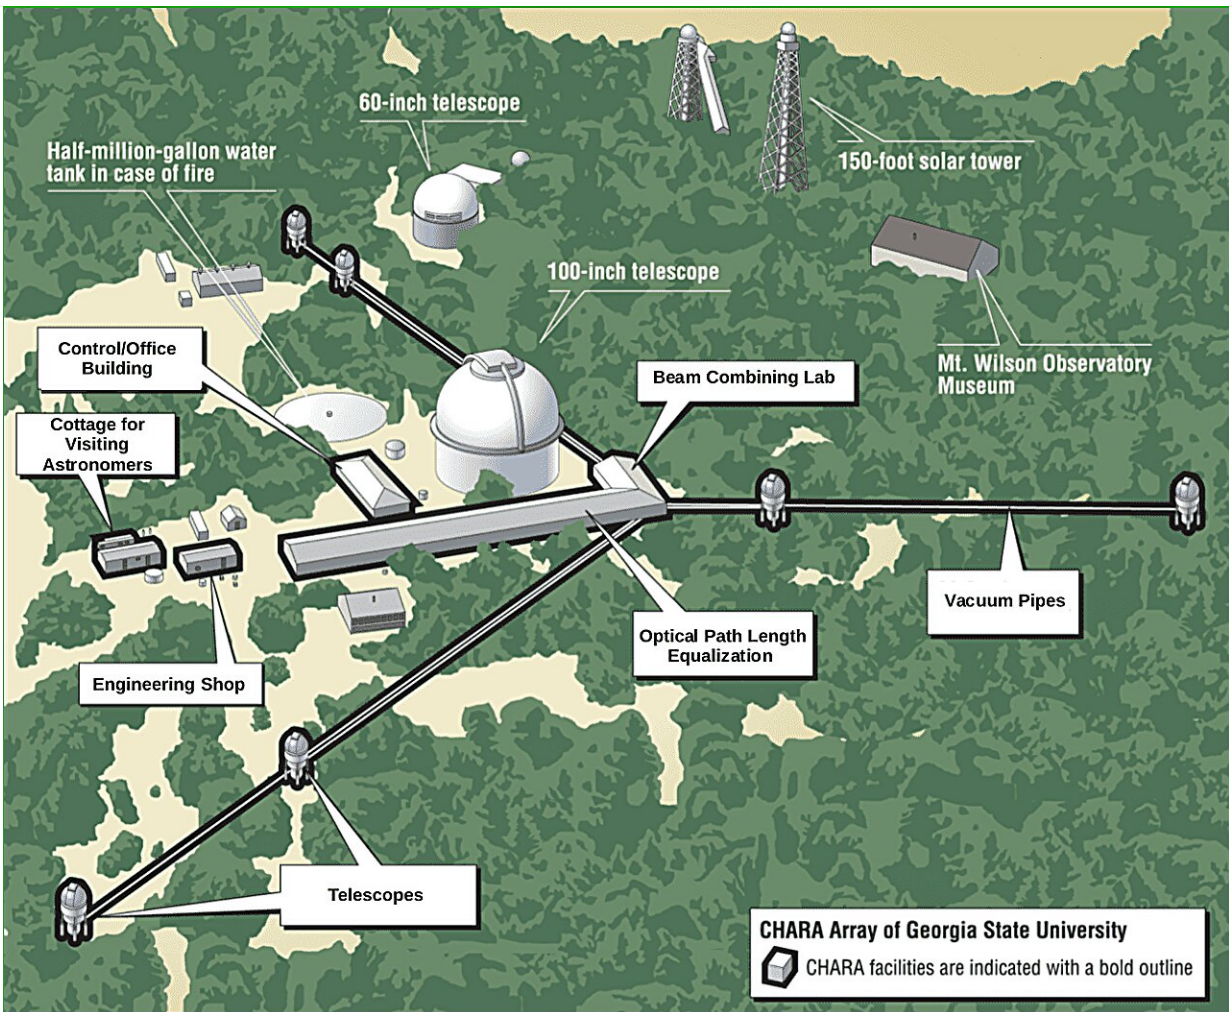 60-inch telescope
Half-million-gallon water
tank in case of fire
150-foot solar tower
100-inch telescope
Control/Office
Building
Mt. Wilson Observatory
Museum
Beam Combining Lab
Cottage for
Visiting
Astronomers
Vacuum Pipes
Optical Path Length
Equalization
Engineering Shop
Telescopes
CHARA Array of Georgia State University
CHARA facilities are indicated with a bold outline